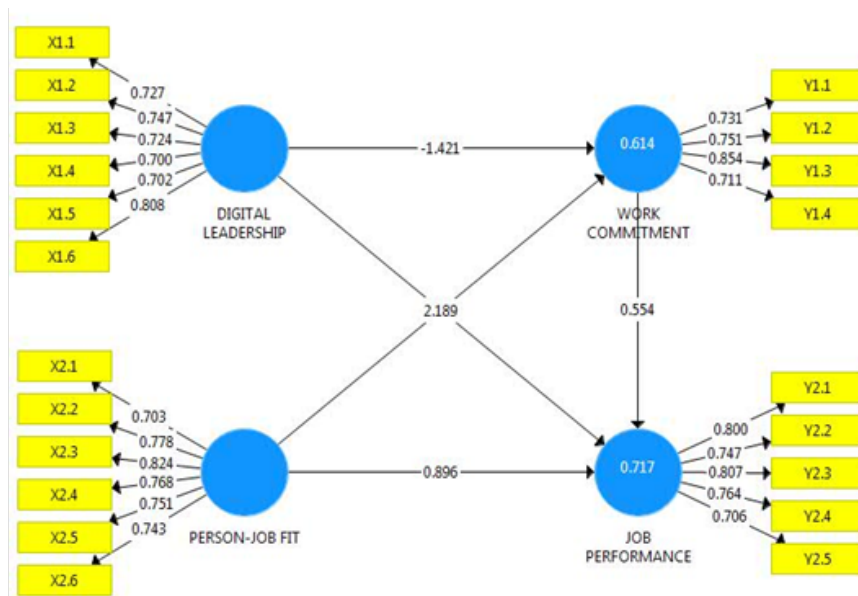 X1.1
X1.2
X1.3
X1.4
X1.5
X1.6
0.727
0.747
0.724
0.700
0.702
0.808
DIGITAL
LEADERSHIP
-1.421
0.614
WORK
COMMITMENT
0.731
0.751
0.854
0.711
Y1.1
Y1.2
Y1.3
Y1.4
2.189
0.554
X2.1
X2.2
X2.3
X2.4
X2.5
X2.6
0.703
0.778
0.824
0.768
0.751
0.743
PERSON-JOB FIT
0.896
0.717
JOB
PERFORMANCE
0.800
0.747
0.807
0.764
0.706
Y2.1
Y2.2
Y2.3
Y2.4
Y2.5